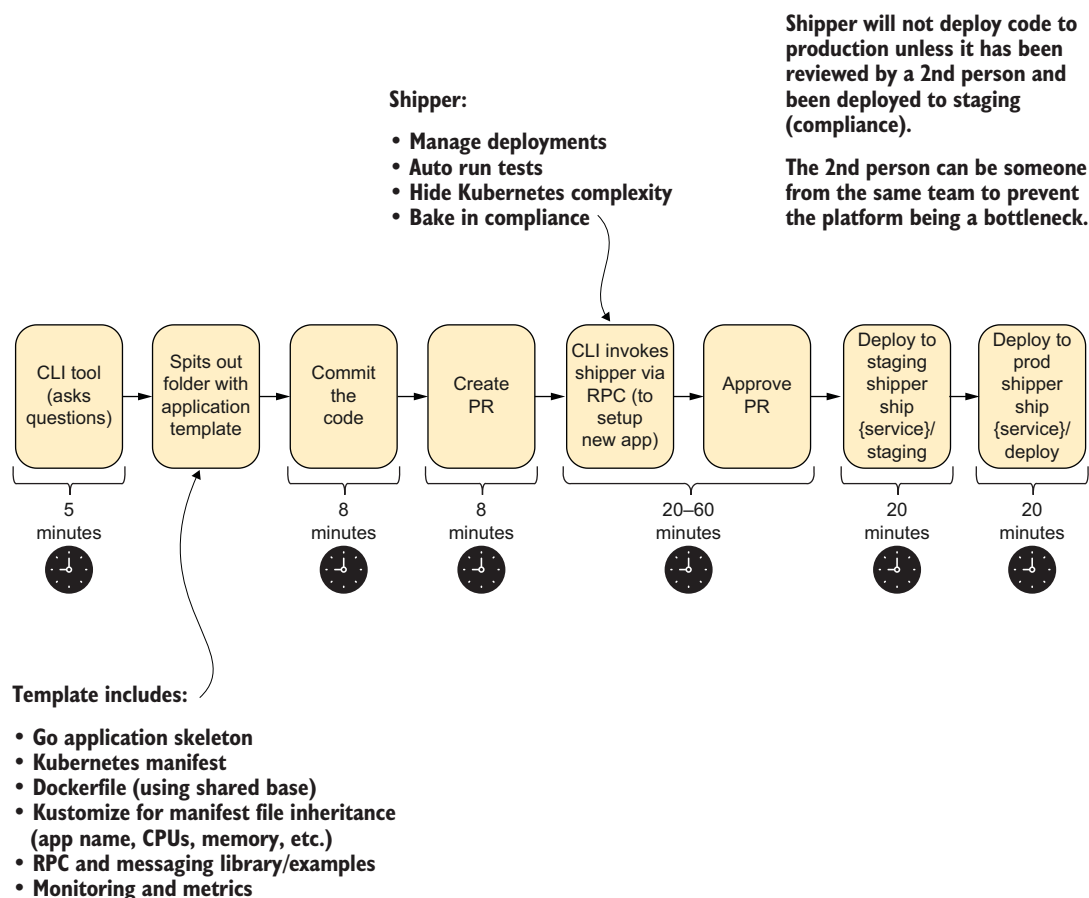 Shipper will not deploy code to
production unless it has been
reviewed by a 2nd person and
been deployed to staging
(compliance).
The 2nd person can be someone
from the same team to prevent
the platform being a bottleneck.
Shipper:
• Manage deployments
• Auto run tests
• Hide Kubernetes complexity
• Bake in compliance
CLI tool
(asks
questions)
Spits out
folder with
application
template
Commit
the
code
Create
PR
CLI invokes
shipper via
RPC (to
setup
new app)
Approve
PR
Deploy to
staging
shipper
ship
{service}/
staging
Deploy to
prod
shipper
ship
{service}/
deploy
5
minutes
8
minutes
8
minutes
20–60
minutes
20
minutes
20
minutes
Template includes:
• Go application skeleton
• Kubernetes manifest
• Dockerfile (using shared base)
• Kustomize for manifest file inheritance
(app name, CPUs, memory, etc.)
• RPC and messaging library/examples
• Monitoring and metrics